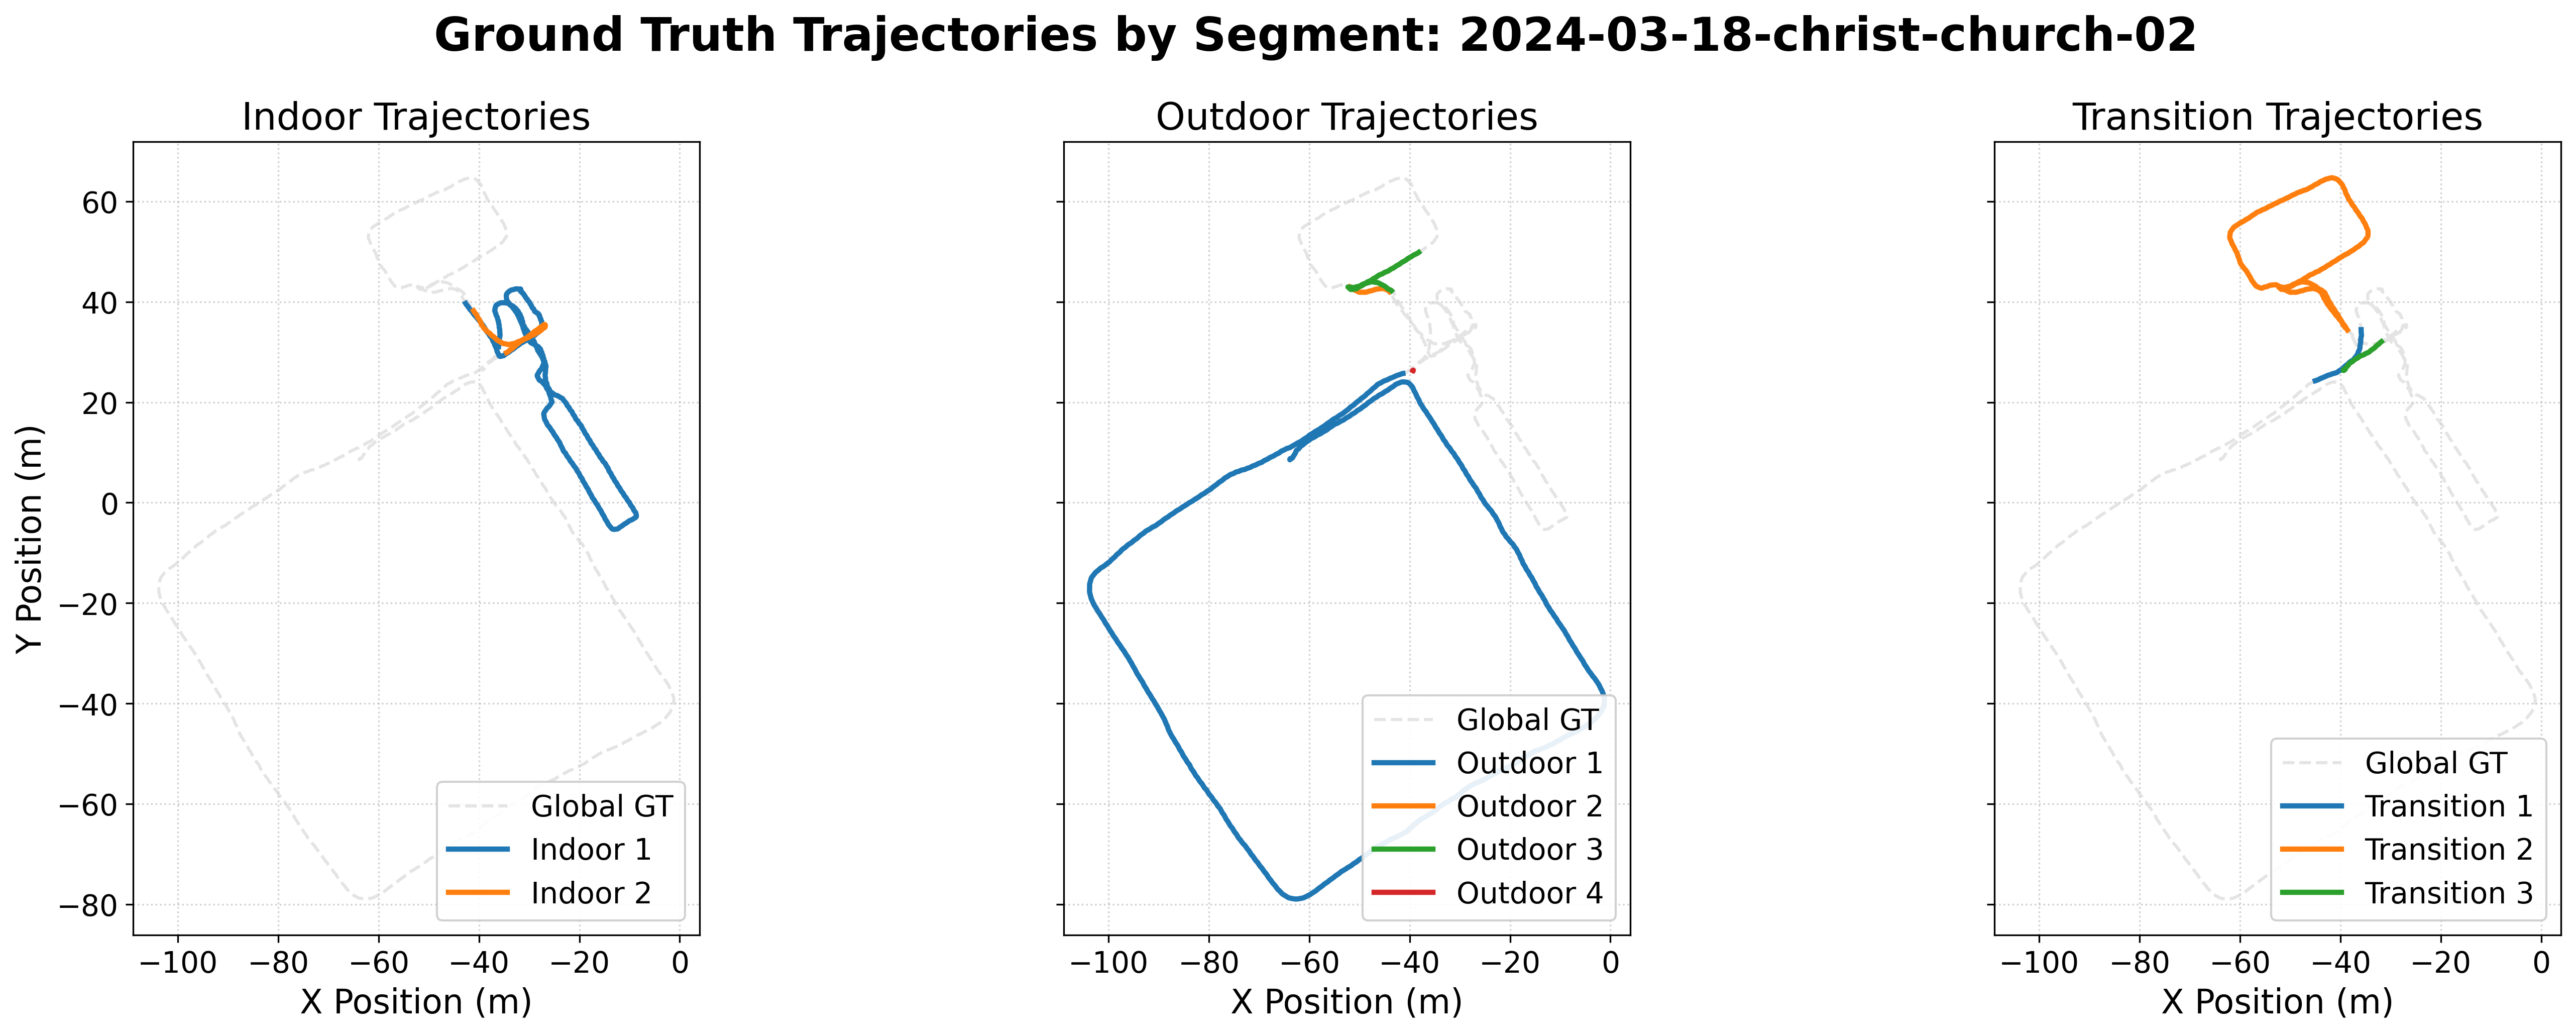 Ground Truth Trajectories by Segment: 2024-03-18-christ-church-02
Indoor Trajectories
Outdoor Trajectories
Transition Trajectories
Y Position (m)
60
40
20
0
−20
−40
−60
−80
Global GT
Indoor 1
Indoor 2
−100 −80 −60 −40 −20 0
X Position (m)
Global GT
Outdoor 1
Outdoor 2
Outdoor 3
Outdoor 4
−100 −80 −60 −40 −20 0
X Position (m)
Global GT
Transition 1
Transition 2
Transition 3
−100 −80 −60 −40 −20 0
X Position (m)